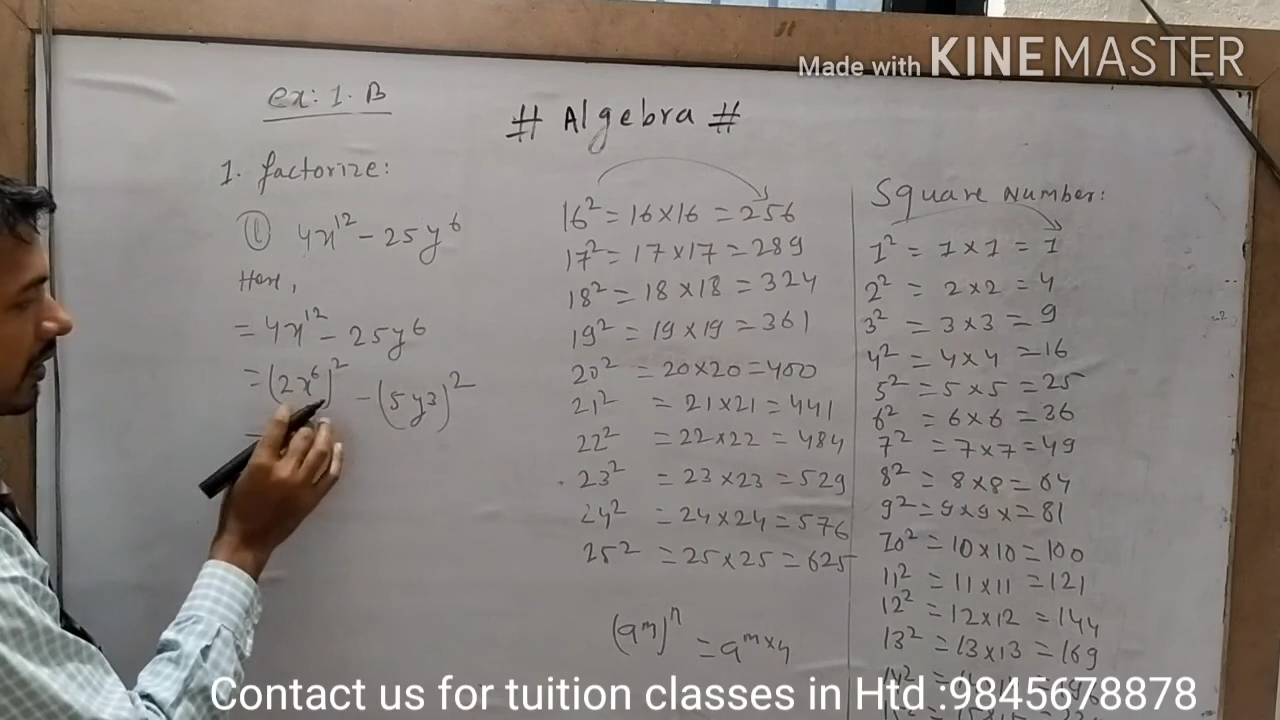 Made with KINEMASTER
ex: 1. B
# Algebra #
1. factorize:
(i) 4x¹² - 25y⁶
Here,
= 4x¹² - 25y⁶
= (2x⁶)² - (5y3)²
=
16² = 16×16 = 256
17² = 17×17 = 289
18² = 18×18 = 324
19² = 19×19 = 361
20² = 20×20 = 400
21² = 21×21 = 441
22² = 22×22 = 484
23² = 23×23 = 529
24² = 24×24 = 576
25² = 25×25 = 625
(aᵐ)ⁿ = a
Square Number:
1² = 1×1 = 1
2² = 2×2 = 4
3² = 3×3 = 9
4² = 4×4 = 16
5² = 5×5 = 25
6² = 6×6 = 36
7² = 7×7 = 49
8² = 8×8 = 64
9² = 9×9× = 81
10² = 10×10 = 100
11² = 11×11 = 121
12² = 12×12 = 144
13² = 13×13 = 169
14²
Contact us for tuition classes in Htd :9845678878